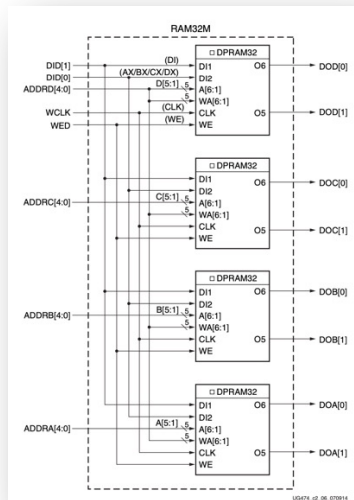 RAM32M
DPRAM32
DID[1]
(DI)
DI1
O6
DOD[0]
DID[0]
(AX/BX/CX/DX)
DI2
ADDRD[4:0]
D[5:1]
5
A[6:1]
5
WA[6:1]
WCLK
(CLK)
CLK
O5
DOD[1]
WED
(WE)
WE
DPRAM32
DI1
O6
DOC[0]
DI2
ADDRC[4:0]
C[5:1]
5
A[6:1]
5
WA[6:1]
CLK
O5
DOC[1]
WE
DPRAM32
DI1
O6
DOB[0]
DI2
ADDRB[4:0]
B[5:1]
5
A[6:1]
5
WA[6:1]
CLK
O5
DOB[1]
WE
DPRAM32
DI1
O6
DOA[0]
DI2
ADDRA[4:0]
A[5:1]
5
A[6:1]
5
WA[6:1]
CLK
O5
DOA[1]
WE
UG474_c2_06_070914